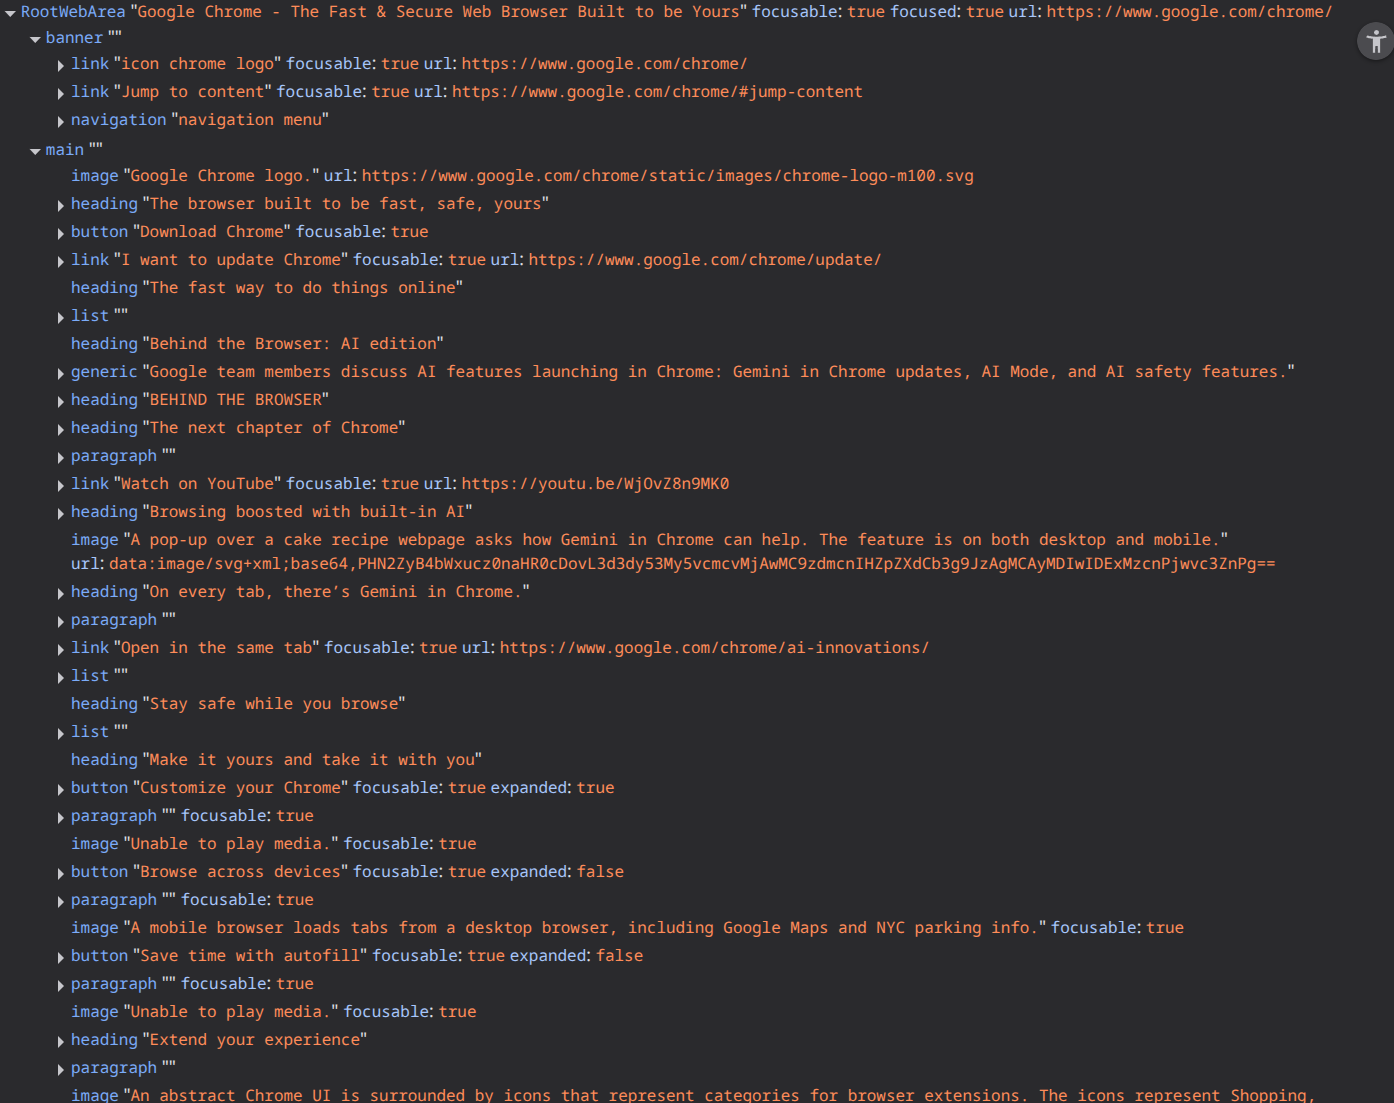 RootWebArea "Google Chrome - The Fast & Secure Web Browser Built to be Yours" focusable: true focused: true url: https://www.google.com/chrome/
banner ""
link "icon chrome logo" focusable: true url: https://www.google.com/chrome/
link "Jump to content" focusable: true url: https://www.google.com/chrome/#jump-content
navigation "navigation menu"
main ""
image "Google Chrome logo." url: https://www.google.com/chrome/static/images/chrome-logo-m100.svg
heading "The browser built to be fast, safe, yours"
button "Download Chrome" focusable: true
link "I want to update Chrome" focusable: true url: https://www.google.com/chrome/update/
heading "The fast way to do things online"
list ""
heading "Behind the Browser: AI edition"
generic "Google team members discuss AI features launching in Chrome: Gemini in Chrome updates, AI Mode, and AI safety features."
heading "BEHIND THE BROWSER"
heading "The next chapter of Chrome"
paragraph ""
link "Watch on YouTube" focusable: true url: https://youtu.be/WjOvZ8n9MK0
heading "Browsing boosted with built-in AI"
image "A pop-up over a cake recipe webpage asks how Gemini in Chrome can help. The feature is on both desktop and mobile."
url: data:image/svg+xml;base64,PHN2ZyB4bWxucz0naHR0cDovL3d3dy53My5vcmcvMjAwMC9zdmcnIHZpZXdCb3g9JzAgMCAyMDIwIDExMzcnPjwvc3ZnPg==
heading "On every tab, there’s Gemini in Chrome."
paragraph ""
link "Open in the same tab" focusable: true url: https://www.google.com/chrome/ai-innovations/
list ""
heading "Stay safe while you browse"
list ""
heading "Make it yours and take it with you"
button "Customize your Chrome" focusable: true expanded: true
paragraph "" focusable: true
image "Unable to play media." focusable: true
button "Browse across devices" focusable: true expanded: false
paragraph "" focusable: true
image "A mobile browser loads tabs from a desktop browser, including Google Maps and NYC parking info." focusable: true
button "Save time with autofill" focusable: true expanded: false
paragraph "" focusable: true
image "Unable to play media." focusable: true
heading "Extend your experience"
paragraph ""
image "An abstract Chrome UI is surrounded by icons that represent categories for browser extensions. The icons represent Shopping,